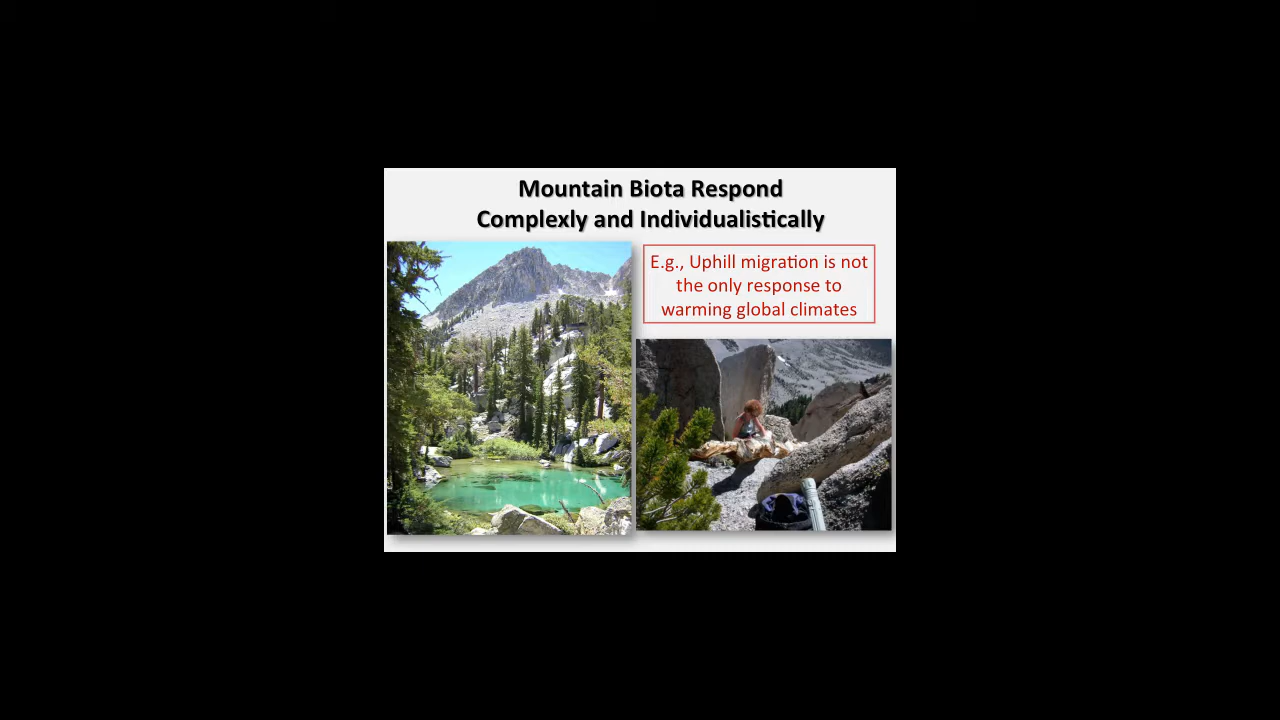 Mountain Biota Respond
Complexly and Individualistically
E.g., Uphill migration is not
the only response to
warming global climates